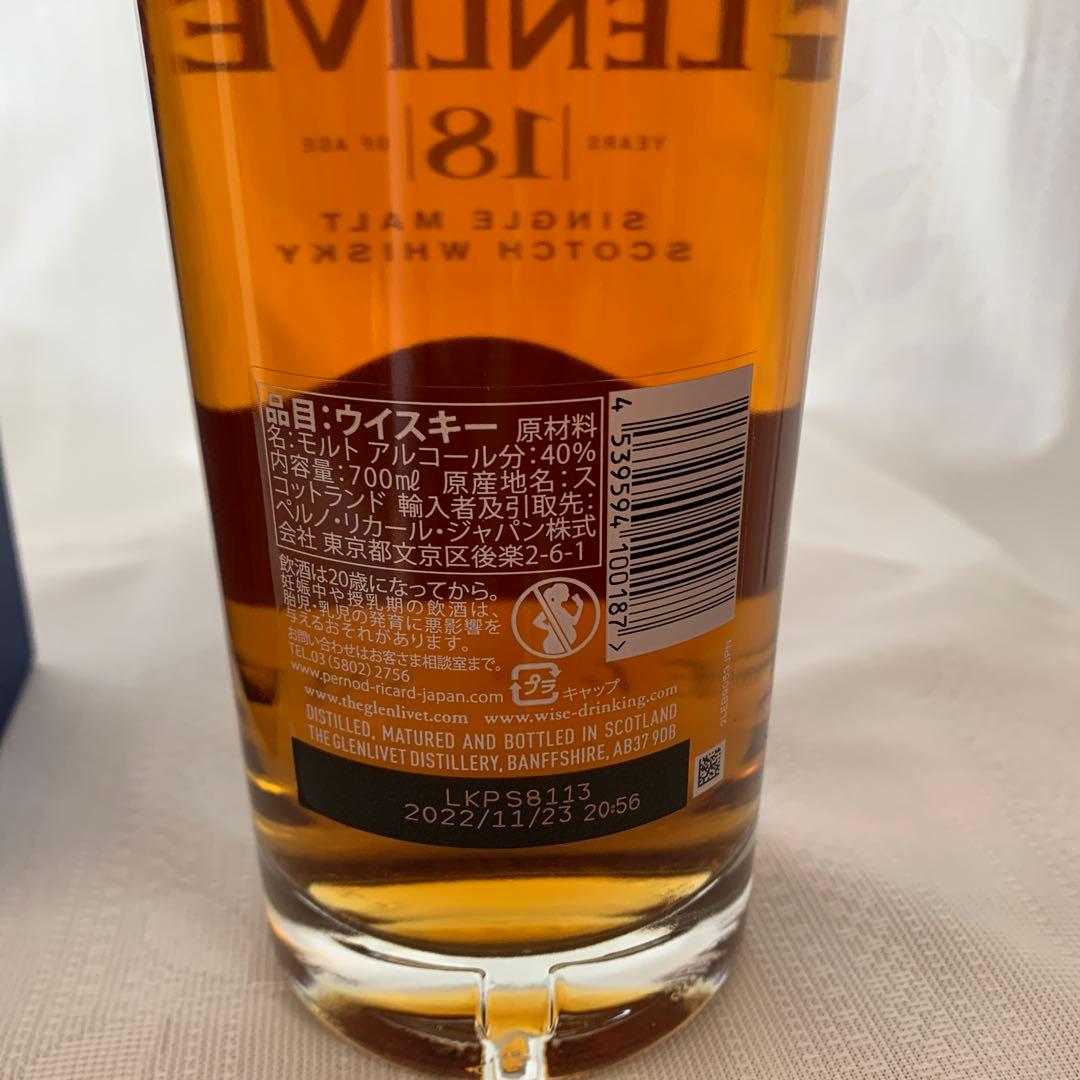 LENLIVE
YEARS |18| OF AGE
SINGLE MALT
SCOTCH WHISKY
品目:ウイスキー 原材料
名:モルト アルコール分:40%
内容量:700㎖ 原産地名:ス
コットランド 輸入者及び引取先:
ペルノ・リカール・ジャパン株式
会社 東京都文京区後楽2-6-1
4 539594 100187 >
飲酒は20歳になってから。
妊娠中や授乳期の飲酒は、
胎児・乳児の発育に悪影響を
与えるおそれがあります。
お問い合わせはお客さま相談室まで。
TEL.03 (5802) 2756
www.pernod-ricard-japan.com
プラ キャップ
www.theglenlivet.com www.wise-drinking.com
DISTILLED, MATURED AND BOTTLED IN SCOTLAND
THE GLENLIVET DISTILLERY, BANFFSHIRE, AB37 9DB
LKPS8113
2022/11/23 20:56